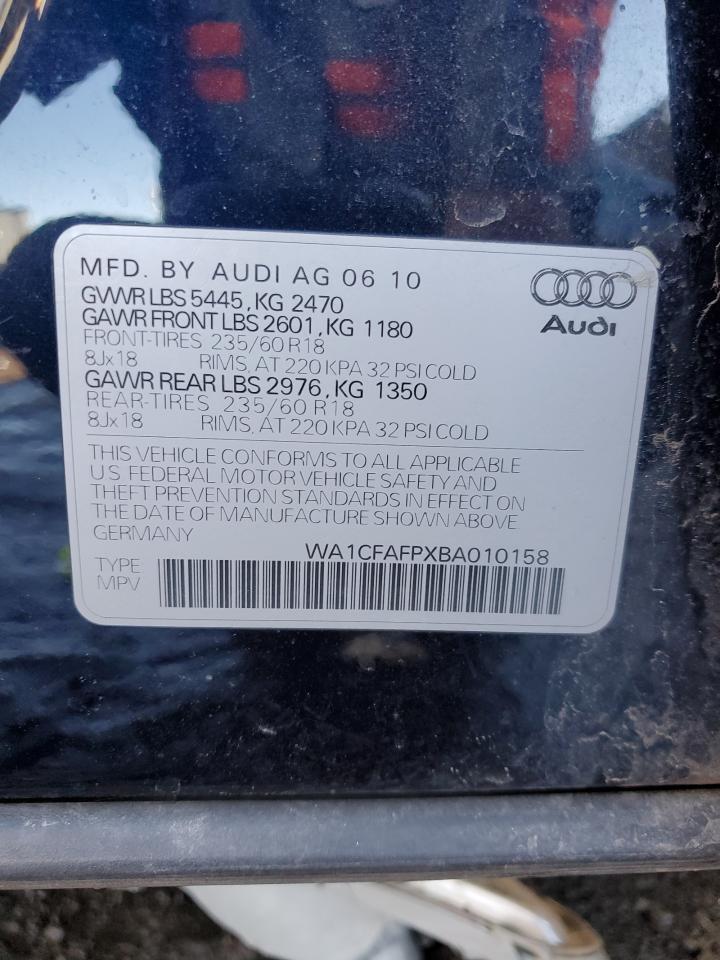 MFD. BY AUDI AG 06 10
GVWR LBS 5445, KG 2470
GAWR FRONT LBS 2601, KG 1180
FRONT-TIRES 235/60 R18
8Jx18 RIMS, AT 220 KPA 32 PSI COLD
GAWR REAR LBS 2976, KG 1350
REAR-TIRES 235/60 R18
8Jx18 RIMS, AT 220 KPA 32 PSI COLD
Audi
THIS VEHICLE CONFORMS TO ALL APPLICABLE
U.S. FEDERAL MOTOR VEHICLE SAFETY AND
THEFT PREVENTION STANDARDS IN EFFECT ON
THE DATE OF MANUFACTURE SHOWN ABOVE
GERMANY
WA1CFAFPXBA010158
TYPE
MPV